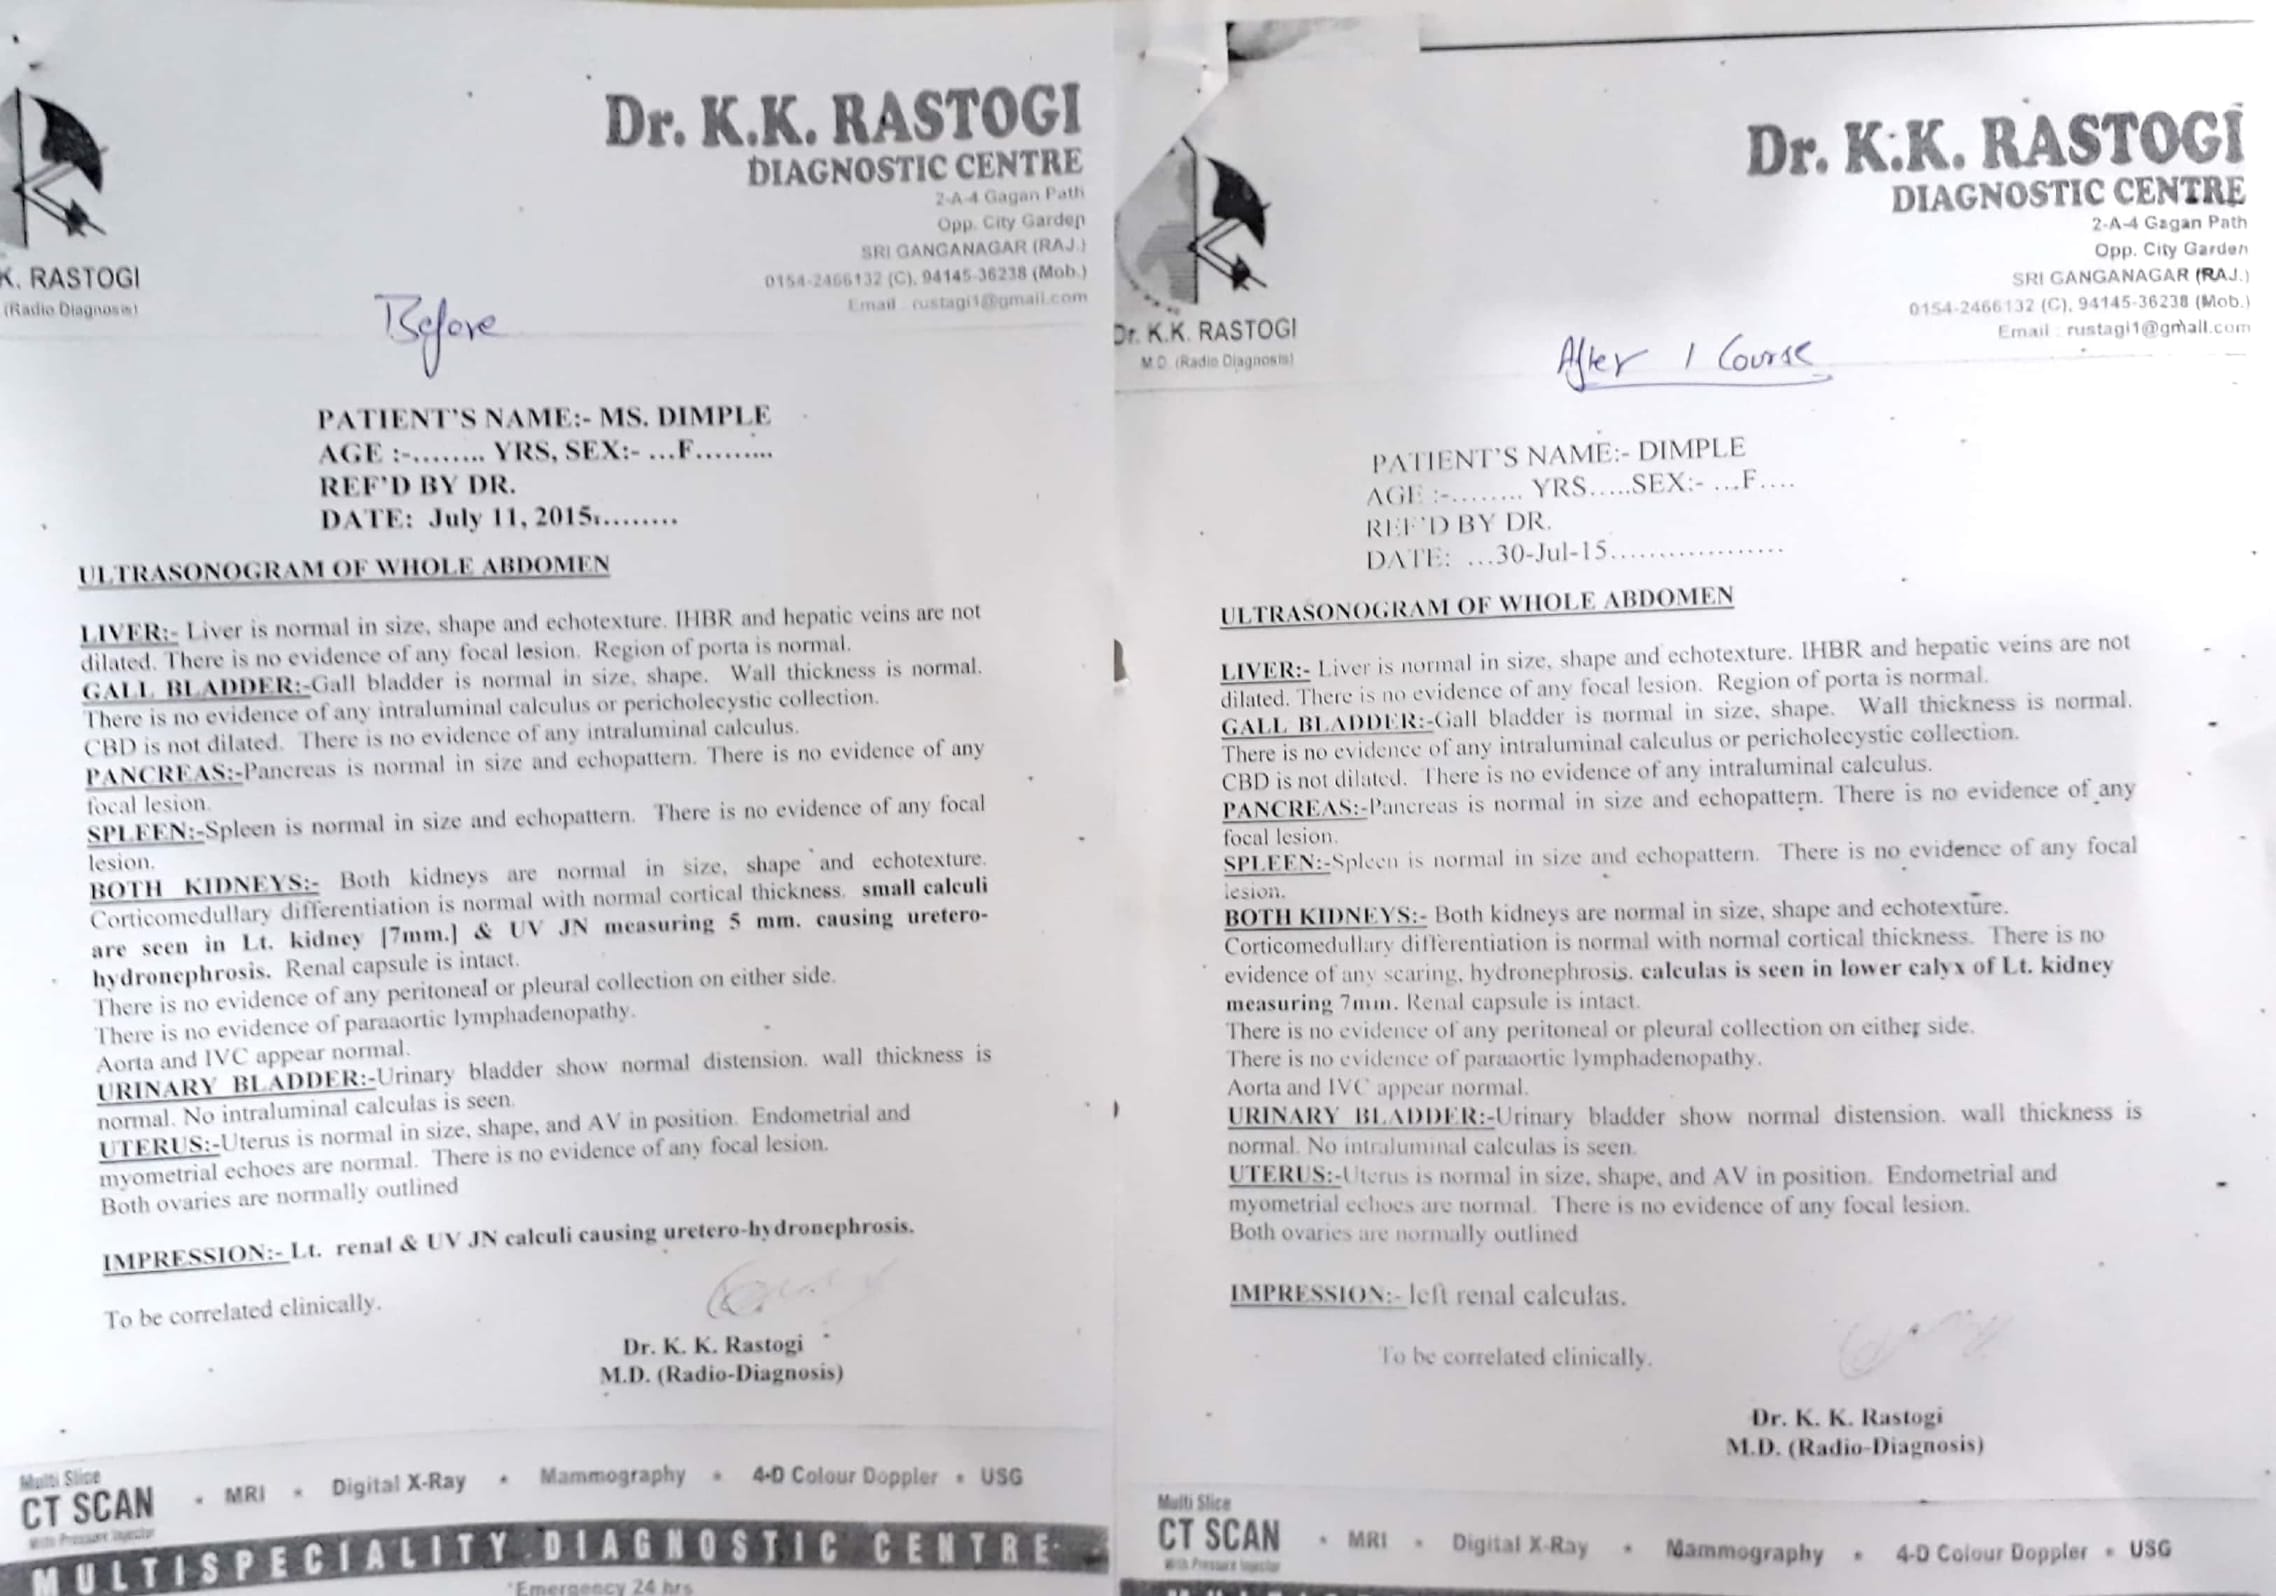 K. RASTOGI
(Radio Diagnosis)
Dr. K.K. RASTOGI
DIAGNOSTIC CENTRE
2-A-4 Gagan Path
Opp. City Garden
SRI GANGANAGAR (RAJ.)
0154-2466132 (C), 94145-36238 (Mob.)
Email : rustagi1@gmail.com
Before
PATIENT'S NAME:- MS. DIMPLE
AGE :-........ YRS, SEX:- ...F.........
REF'D BY DR.
DATE: July 11, 2015,........
ULTRASONOGRAM OF WHOLE ABDOMEN
LIVER:- Liver is normal in size, shape and echotexture. IHBR and hepatic veins are not
dilated. There is no evidence of any focal lesion. Region of porta is normal.
GALL BLADDER:-Gall bladder is normal in size, shape. Wall thickness is normal.
There is no evidence of any intraluminal calculus or pericholecystic collection.
CBD is not dilated. There is no evidence of any intraluminal calculus.
PANCREAS:-Pancreas is normal in size and echopattern. There is no evidence of any
focal lesion.
SPLEEN:-Spleen is normal in size and echopattern. There is no evidence of any focal
lesion.
BOTH KIDNEYS:- Both kidneys are normal in size, shape and echotexture.
Corticomedullary differentiation is normal with normal cortical thickness. small calculi
are seen in Lt. kidney [7mm.] & UV JN measuring 5 mm. causing uretero-
hydronephrosis. Renal capsule is intact.
There is no evidence of any peritoneal or pleural collection on either side.
There is no evidence of paraaortic lymphadenopathy.
Aorta and IVC appear normal.
URINARY BLADDER:-Urinary bladder show normal distension. wall thickness is
normal. No intraluminal calculas is seen.
UTERUS:-Uterus is normal in size, shape, and AV in position. Endometrial and
myometrial echoes are normal. There is no evidence of any focal lesion.
Both ovaries are normally outlined
IMPRESSION:- Lt. renal & UV JN calculi causing uretero-hydronephrosis.
To be correlated clinically.
Dr. K. K. Rastogi
M.D. (Radio-Diagnosis)
Multi Slice
CT SCAN
With Pressure Injector
• MRI • Digital X-Ray • Mammography • 4-D Colour Doppler • USG
MULTISPECIALITY DIAGNOSTIC CENTRE
*Emergency 24 hrs
Dr. K.K. RASTOGI
M.D. (Radio Diagnosis)
Dr. K.K. RASTOGI
DIAGNOSTIC CENTRE
2-A-4 Gagan Path
Opp. City Garden
SRI GANGANAGAR (RAJ.)
0154-2466132 (C), 94145-36238 (Mob.)
Email : rustagi1@gmail.com
After 1 Course
PATIENT'S NAME:- DIMPLE
AGE :-........ YRS.....SEX:- ...F....
REF'D BY DR.
DATE: ...30-Jul-15..................
ULTRASONOGRAM OF WHOLE ABDOMEN
LIVER:- Liver is normal in size, shape and echotexture. IHBR and hepatic veins are not
dilated. There is no evidence of any focal lesion. Region of porta is normal.
GALL BLADDER:-Gall bladder is normal in size, shape. Wall thickness is normal.
There is no evidence of any intraluminal calculus or pericholecystic collection.
CBD is not dilated. There is no evidence of any intraluminal calculus.
PANCREAS:-Pancreas is normal in size and echopattern. There is no evidence of any
focal lesion.
SPLEEN:-Spleen is normal in size and echopattern. There is no evidence of any focal
lesion.
BOTH KIDNEYS:- Both kidneys are normal in size, shape and echotexture.
Corticomedullary differentiation is normal with normal cortical thickness. There is no
evidence of any scaring, hydronephrosis. calculas is seen in lower calyx of Lt. kidney
measuring 7mm. Renal capsule is intact.
There is no evidence of any peritoneal or pleural collection on either side.
There is no evidence of paraaortic lymphadenopathy.
Aorta and IVC appear normal.
URINARY BLADDER:-Urinary bladder show normal distension. wall thickness is
normal. No intraluminal calculas is seen.
UTERUS:-Uterus is normal in size, shape, and AV in position. Endometrial and
myometrial echoes are normal. There is no evidence of any focal lesion.
Both ovaries are normally outlined
IMPRESSION:- left renal calculas.
To be correlated clinically.
Dr. K. K. Rastogi
M.D. (Radio-Diagnosis)
Multi Slice
CT SCAN
With Pressure Injector
• MRI • Digital X-Ray • Mammography • 4-D Colour Doppler • USG